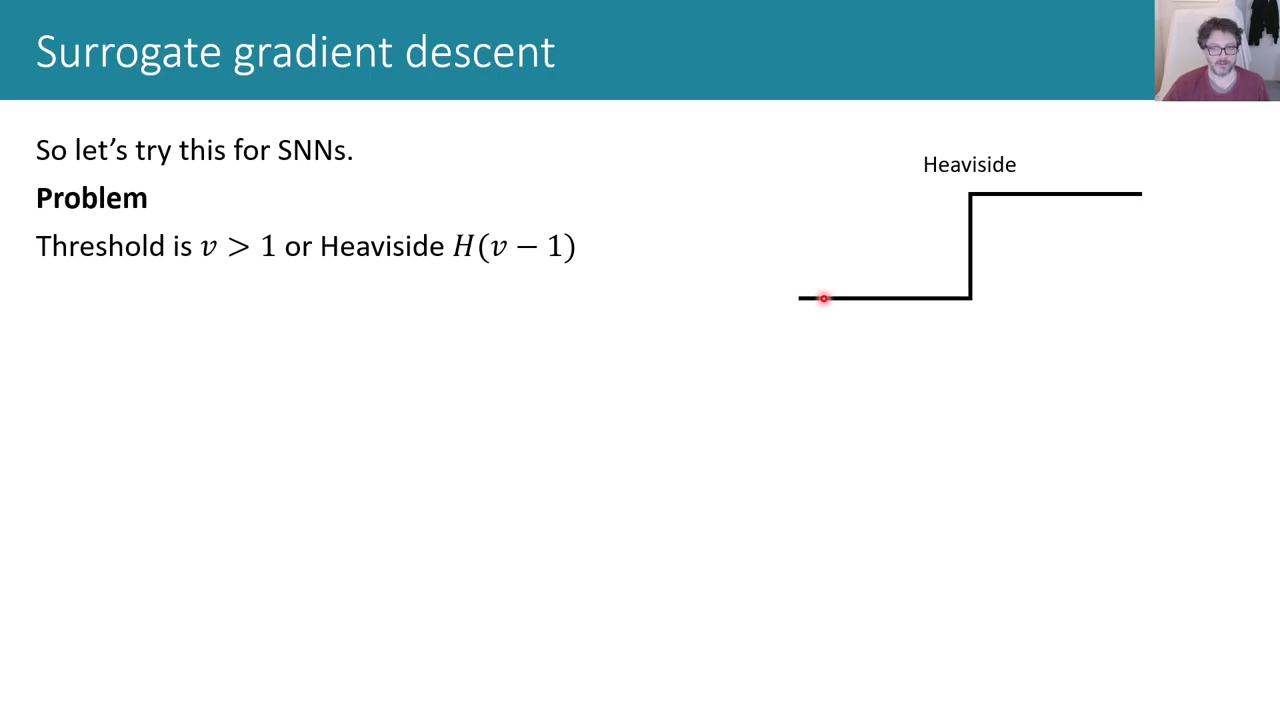 Surrogate gradient descent
So let's try this for SNNs.
Problem
Threshold is 𝑣 > 1 or Heaviside 𝐻(𝑣 − 1)
Heaviside